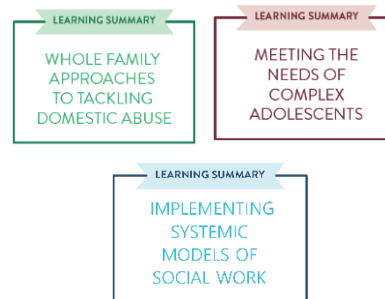 LEARNING SUMMARY
WHOLE FAMILY
APPROACHES
TO TACKLING
DOMESTIC ABUSE
LEARNING SUMMARY
MEETING THE
NEEDS OF
COMPLEX
ADOLESCENTS
LEARNING SUMMARY
IMPLEMENTING
SYSTEMIC
MODELS OF
SOCIAL WORK